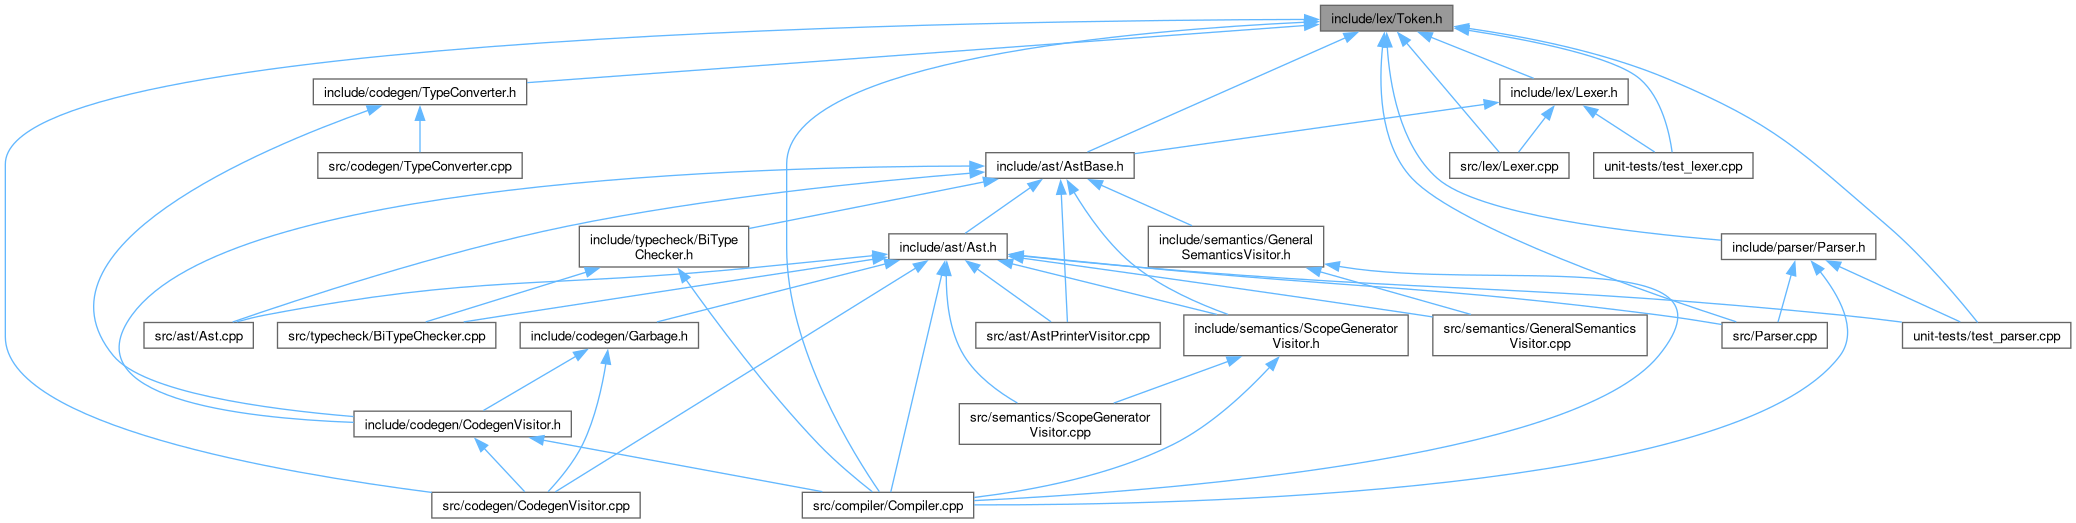 include/lex/Token.h
include/codegen/TypeConverter.h
include/lex/Lexer.h
src/codegen/TypeConverter.cpp
include/ast/AstBase.h
src/lex/Lexer.cpp
unit-tests/test_lexer.cpp
include/typecheck/BiType
Checker.h
include/ast/Ast.h
include/semantics/General
SemanticsVisitor.h
include/parser/Parser.h
src/ast/Ast.cpp
src/typecheck/BiTypeChecker.cpp
include/codegen/Garbage.h
src/ast/AstPrinterVisitor.cpp
include/semantics/ScopeGenerator
Visitor.h
src/semantics/GeneralSemantics
Visitor.cpp
src/Parser.cpp
unit-tests/test_parser.cpp
include/codegen/CodegenVisitor.h
src/semantics/ScopeGenerator
Visitor.cpp
src/codegen/CodegenVisitor.cpp
src/compiler/Compiler.cpp